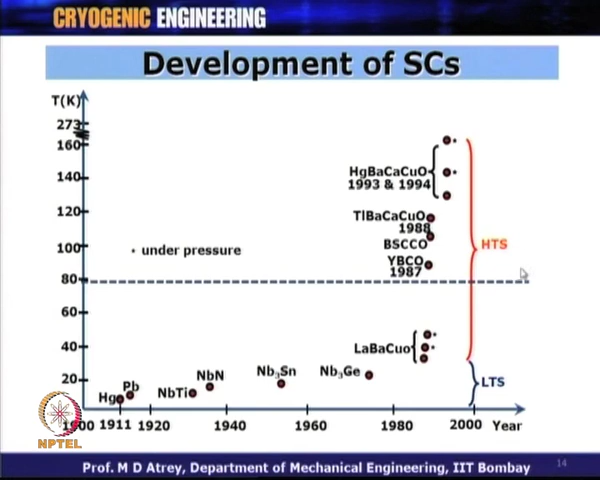 CRYOGENIC ENGINEERING
Development of SCs
T(K)
273
160
140
120
100
80
60
40
20
HgBaCaCuO
1993 & 1994
TlBaCaCuO
1988
BSCCO
YBCO
1987
HTS
• under pressure
LaBaCuo
LTS
Hg
Pb
NbTi
NbN
Nb3Sn
Nb3Ge
1900 1911 1920 1940 1960 1980 2000 Year
NPTEL
Prof. M D Atrey, Department of Mechanical Engineering, IIT Bombay 14